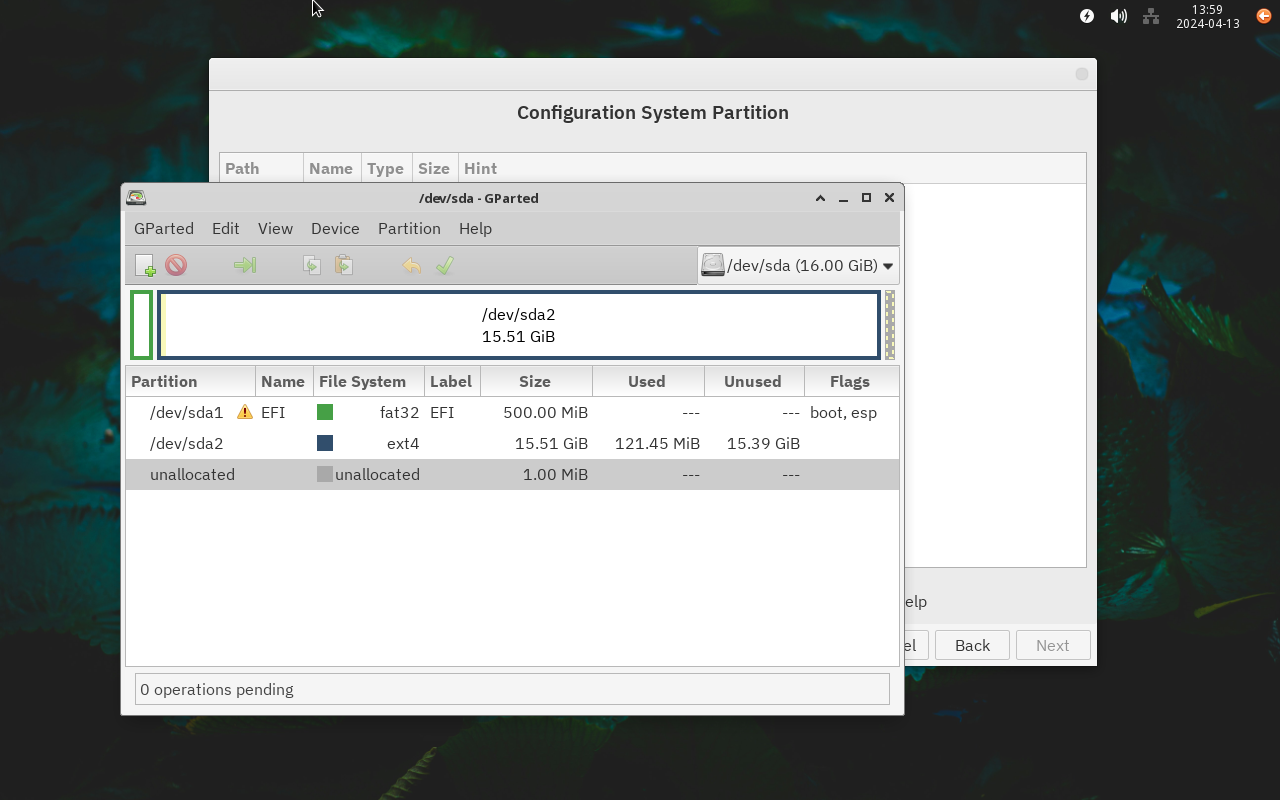 13:59
2024-04-13
Configuration System Partition
Path Name Type Size Hint
/dev/sda - GParted
GParted Edit View Device Partition Help
/dev/sda (16.00 GiB)
/dev/sda2
15.51 GiB
Partition Name File System Label Size Used Unused Flags
/dev/sda1 EFI fat32 EFI 500.00 MiB --- --- boot, esp
/dev/sda2 ext4 15.51 GiB 121.45 MiB 15.39 GiB
unallocated unallocated 1.00 MiB --- ---
elp
el Back Next
0 operations pending